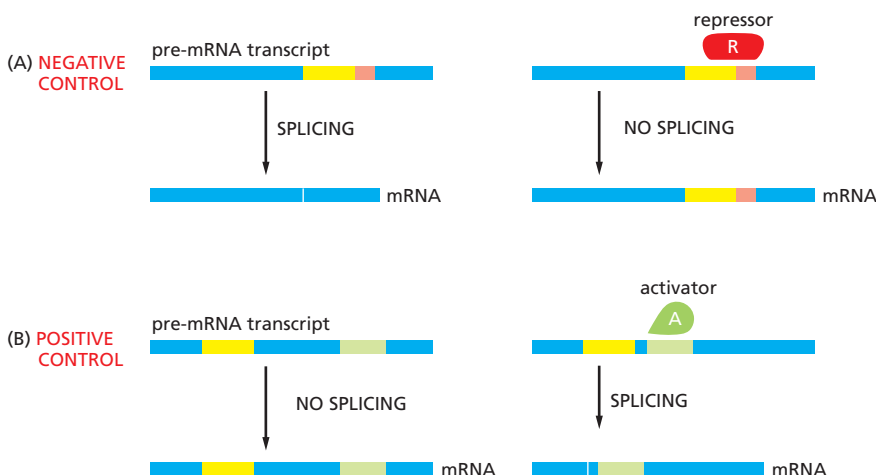 repressor
(A) NEGATIVE
CONTROL
pre-mRNA transcript
R
SPLICING
NO SPLICING
mRNA
mRNA
activator
(B) POSITIVE
CONTROL
pre-mRNA transcript
A
NO SPLICING
SPLICING
mRNA
mRNA